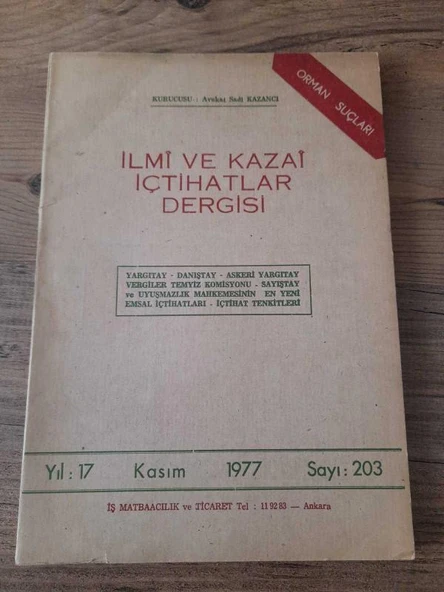 ORMAN SUÇLARI
KURUCUSU : Avukat Sadi KAZANCI
İLMÎ VE KAZAÎ
İÇTİHATLAR
DERGİSİ
YARGITAY - DANIŞTAY - ASKERİ YARGITAY
VERGİLER TEMYİZ KOMİSYONU - SAYIŞTAY
ve UYUŞMAZLIK MAHKEMESİNİN EN YENİ
EMSAL İÇTİHATLARI - İÇTİHAT TENKİTLERİ
Yıl : 17 Kasım 1977 Sayı : 203
İŞ MATBAACILIK ve TİCARET Tel : 11 92 83 — Ankara